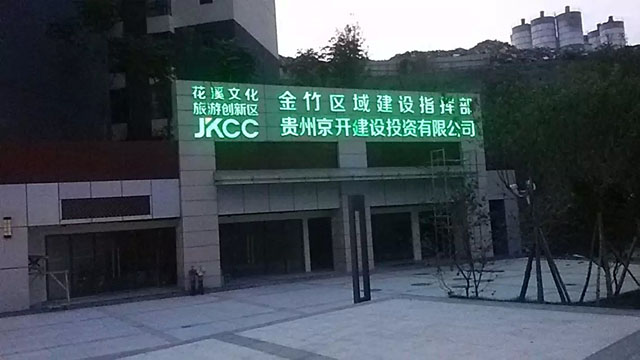 花溪文化
旅游创新区
JKCC
金竹区域建设指挥部
贵州京开建设投资有限公司